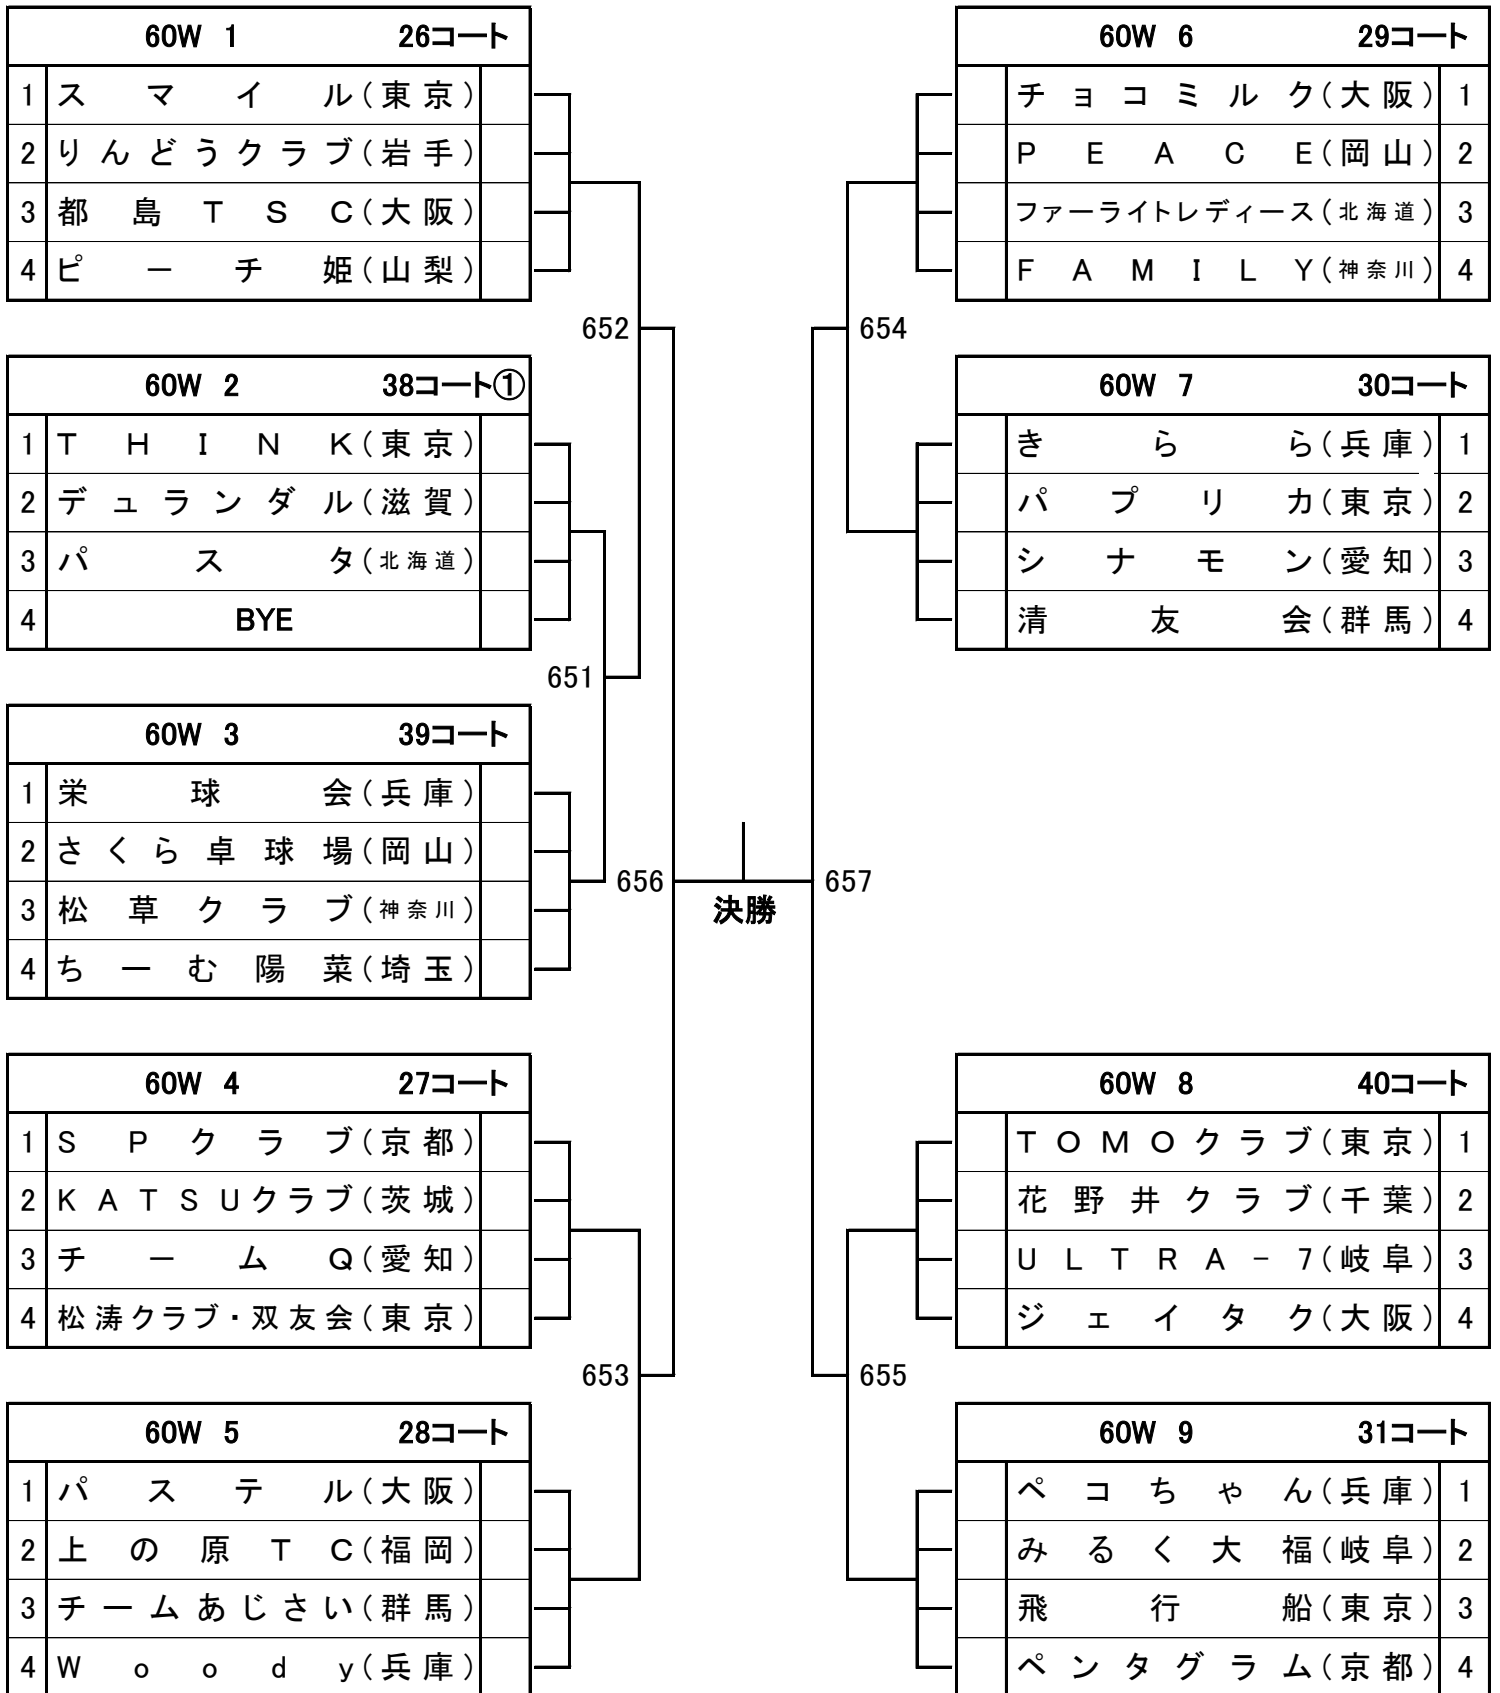 60W 1 26コート
1 スマイル(東京)
2 りんどうクラブ(岩手)
3 都島TSC(大阪)
4 ピーチ姫(山梨)
652
60W 2 38コート①
1 THINK(東京)
2 デュランダル(滋賀)
3 パスタ(北海道)
4 BYE
651
60W 3 39コート
1 栄球会(兵庫)
2 さくら卓球場(岡山)
3 松草クラブ(神奈川)
4 ちーむ陽菜(埼玉)
656
60W 4 27コート
1 SPクラブ(京都)
2 KATSUクラブ(茨城)
3 チームQ(愛知)
4 松涛クラブ・双友会(東京)
653
60W 5 28コート
1 パステル(大阪)
2 上の原TC(福岡)
3 チームあじさい(群馬)
4 Woody(兵庫)
決勝
60W 6 29コート
チョコミルク(大阪) 1
PEACE(岡山) 2
ファーライトレディース(北海道) 3
FAMILY(神奈川) 4
654
60W 7 30コート
きらら(兵庫) 1
パプリカ(東京) 2
シナモン(愛知) 3
清友会(群馬) 4
657
60W 8 40コート
TOMOクラブ(東京) 1
花野井クラブ(千葉) 2
ULTRA-7(岐阜) 3
ジェイタク(大阪) 4
655
60W 9 31コート
ペコちゃん(兵庫) 1
みるく大福(岐阜) 2
飛行船(東京) 3
ペンタグラム(京都) 4